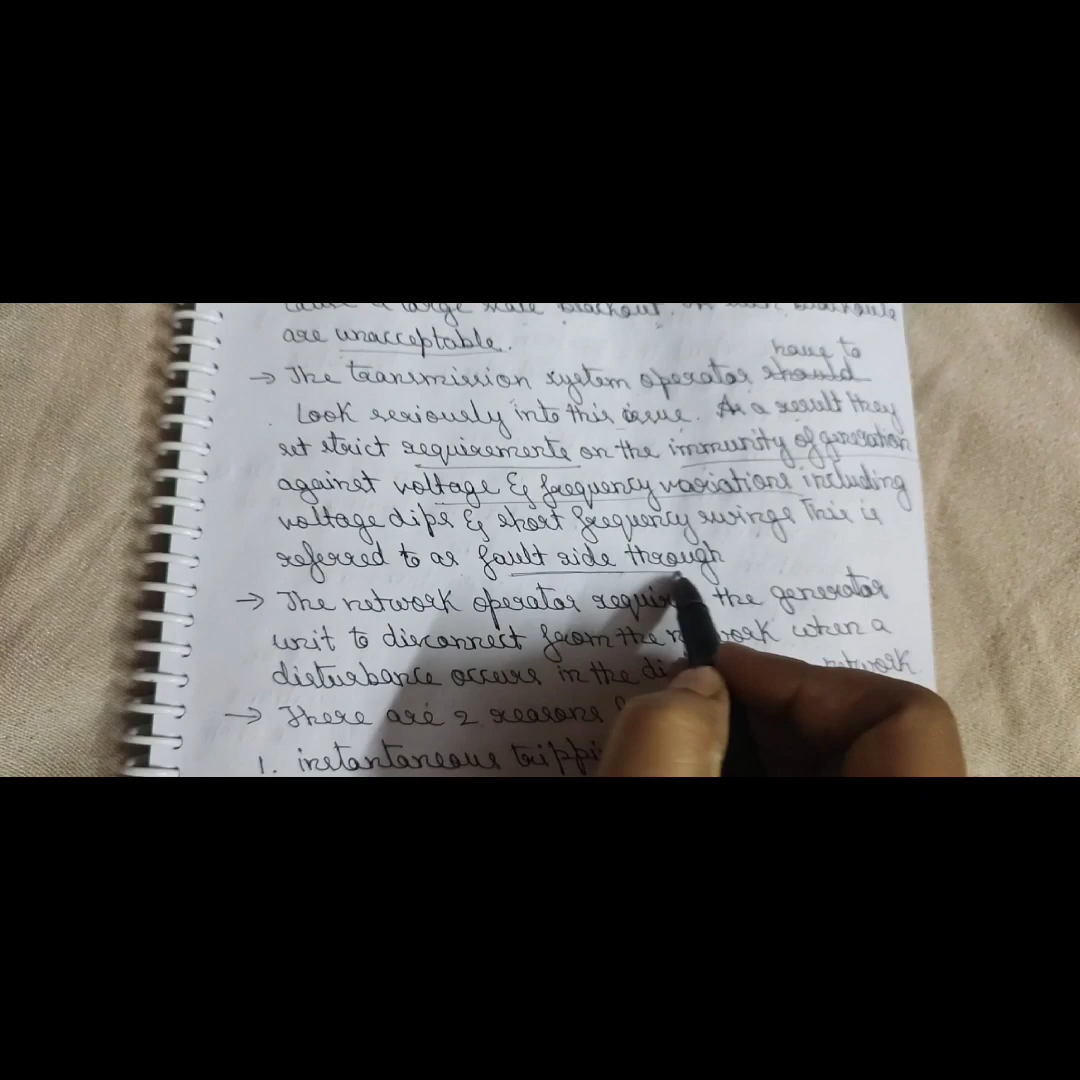 are unacceptable.
have to
→ The transmission system operator should
Look seriously into this issue. As a result they
set strict requirements on the immunity of generation
against voltage & frequency variations including
voltage dips & short frequency swings This is
referred to as fault ride through
→ The network operator the generator
unit to disconnect from the when a
disturbance occurs in the network
→ There are 2 reasons
1. instantaneous